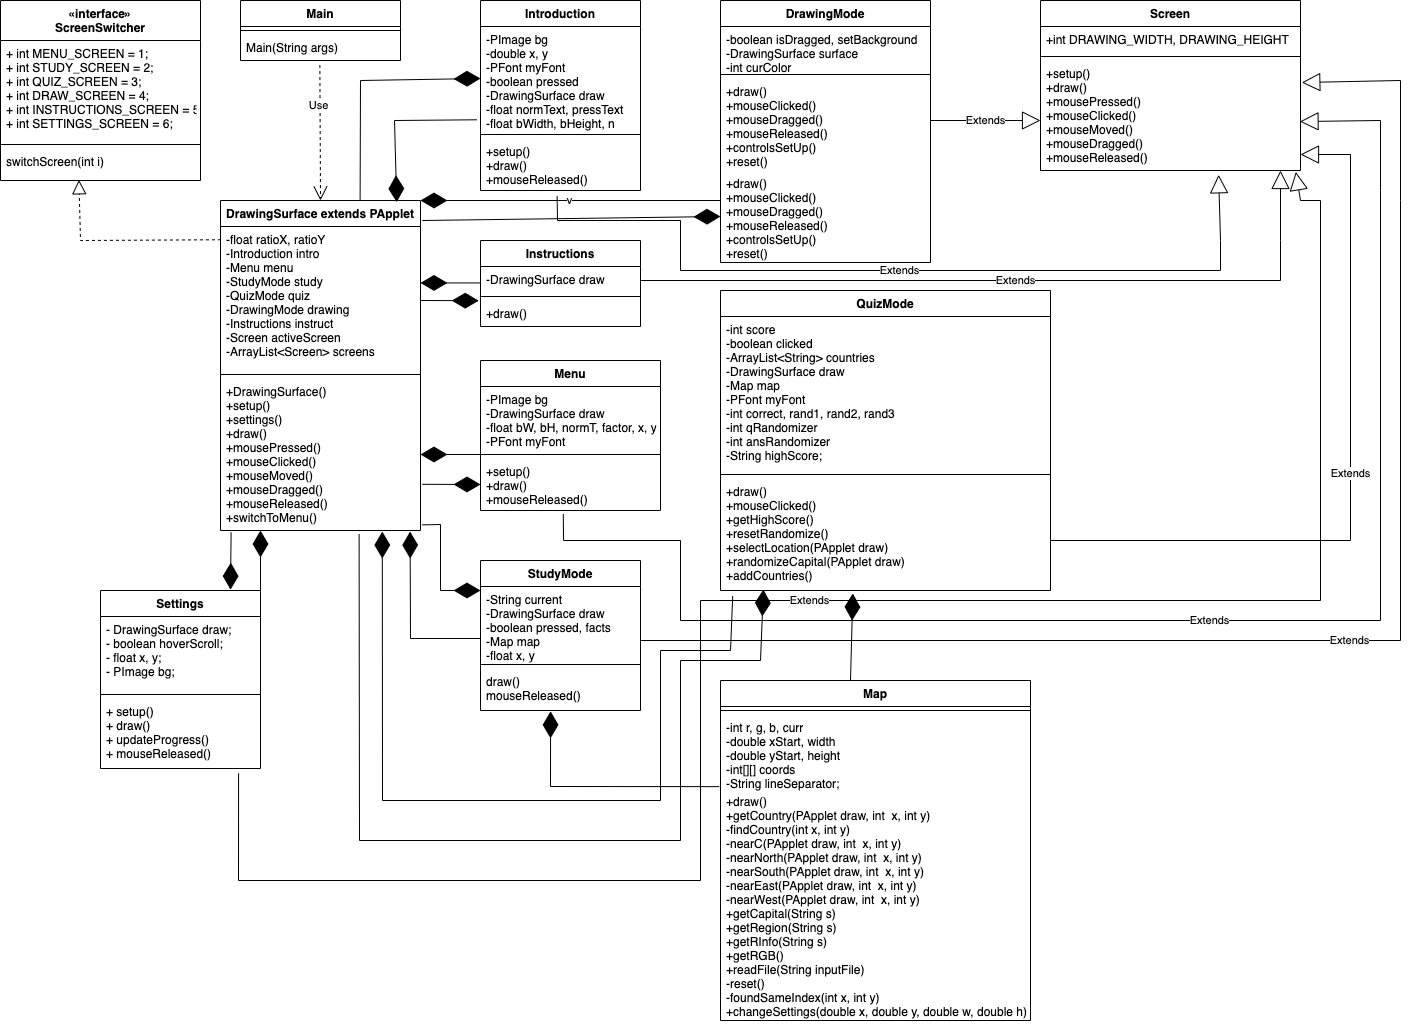 «interface»
ScreenSwitcher
+ int MENU_SCREEN = 1;
+ int STUDY_SCREEN = 2;
+ int QUIZ_SCREEN = 3;
+ int DRAW_SCREEN = 4;
+ int INSTRUCTIONS_SCREEN = 5
+ int SETTINGS_SCREEN = 6;
switchScreen(int i)
Main
Main(String args)
Use
Introduction
-PImage bg
-double x, y
-PFont myFont
-boolean pressed
-DrawingSurface draw
-float normText, pressText
-float bWidth, bHeight, n
+setup()
+draw()
+mouseReleased()
DrawingMode
-boolean isDragged, setBackground
-DrawingSurface surface
-int curColor
+draw()
+mouseClicked()
+mouseDragged()
+mouseReleased()
+controlsSetUp()
+reset()
+draw()
+mouseClicked()
+mouseDragged()
+mouseReleased()
+controlsSetUp()
+reset()
Extends
Screen
+int DRAWING_WIDTH, DRAWING_HEIGHT
+setup()
+draw()
+mousePressed()
+mouseClicked()
+mouseMoved()
+mouseDragged()
+mouseReleased()
v
DrawingSurface extends PApplet
-float ratioX, ratioY
-Introduction intro
-Menu menu
-StudyMode study
-QuizMode quiz
-DrawingMode drawing
-Instructions instruct
-Screen activeScreen
-ArrayList<Screen> screens
+DrawingSurface()
+setup()
+settings()
+draw()
+mousePressed()
+mouseClicked()
+mouseMoved()
+mouseDragged()
+mouseReleased()
+switchToMenu()
Instructions
-DrawingSurface draw
+draw()
Extends
Extends
QuizMode
-int score
-boolean clicked
-ArrayList<String> countries
-DrawingSurface draw
-Map map
-PFont myFont
-int correct, rand1, rand2, rand3
-int qRandomizer
-int ansRandomizer
-String highScore;
+draw()
+mouseClicked()
+getHighScore()
+resetRandomize()
+selectLocation(PApplet draw)
+randomizeCapital(PApplet draw)
+addCountries()
Extends
Menu
-PImage bg
-DrawingSurface draw
-float bW, bH, normT, factor, x, y
-PFont myFont
+setup()
+draw()
+mouseReleased()
StudyMode
-String current
-DrawingSurface draw
-boolean pressed, facts
-Map map
-float x, y
draw()
mouseReleased()
Extends
Extends
Extends
Settings
- DrawingSurface draw;
- boolean hoverScroll;
- float x, y;
- PImage bg;
+ setup()
+ draw()
+ updateProgress()
+ mouseReleased()
Map
-int r, g, b, curr
-double xStart, width
-double yStart, height
-int[][] coords
-String lineSeparator;
+draw()
+getCountry(PApplet draw, int  x, int y)
-findCountry(int x, int y)
-nearC(PApplet draw, int  x, int y)
-nearNorth(PApplet draw, int  x, int y)
-nearSouth(PApplet draw, int  x, int y)
-nearEast(PApplet draw, int  x, int y)
-nearWest(PApplet draw, int  x, int y)
+getCapital(String s)
+getRegion(String s)
+getRInfo(String s)
+getRGB()
+readFile(String inputFile)
-reset()
-foundSameIndex(int x, int y)
+changeSettings(double x, double y, double w, double h)